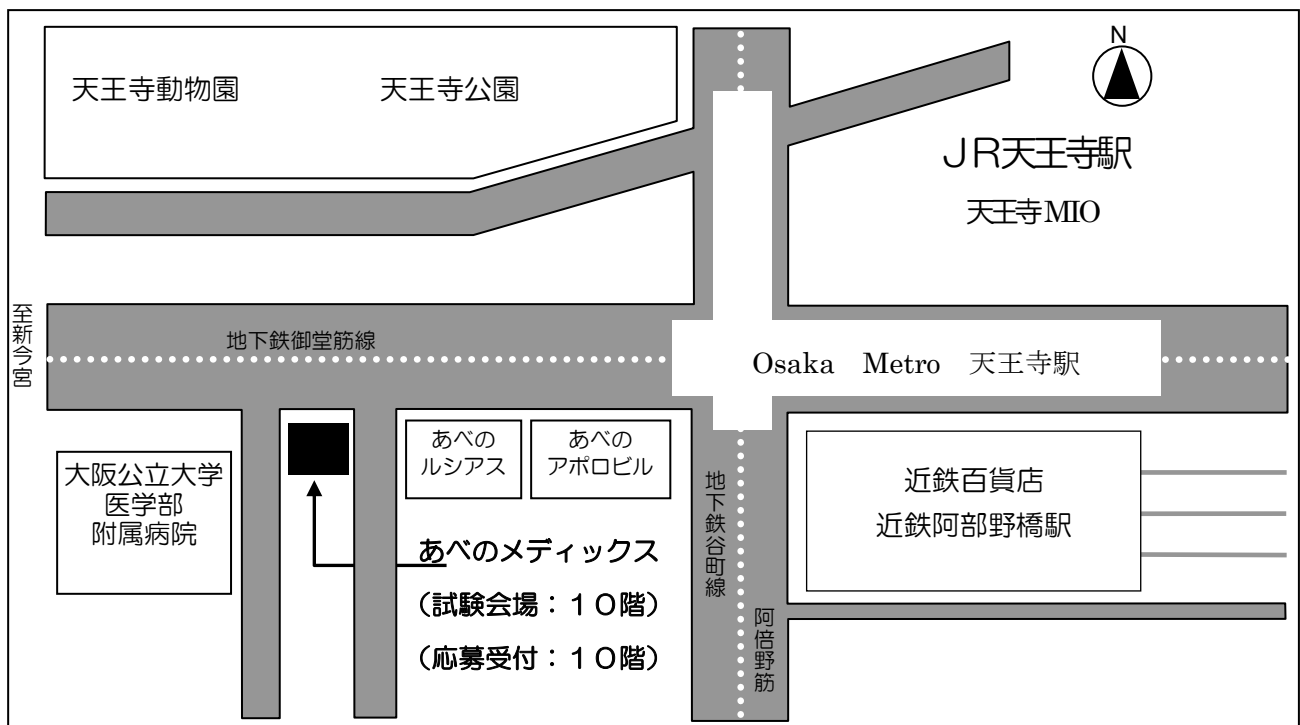 天王寺動物園
天王寺公園
N
JR天王寺駅
天王寺MIO
至新今宮
地下鉄御堂筋線
Osaka Metro 天王寺駅
大阪公立大学
医学部
附属病院
あべの
ルシアス
あべの
アポロビル
地下鉄谷町線
近鉄百貨店
近鉄阿部野橋駅
あべのメディックス
(試験会場:10階)
(応募受付:10階)
阿倍野筋